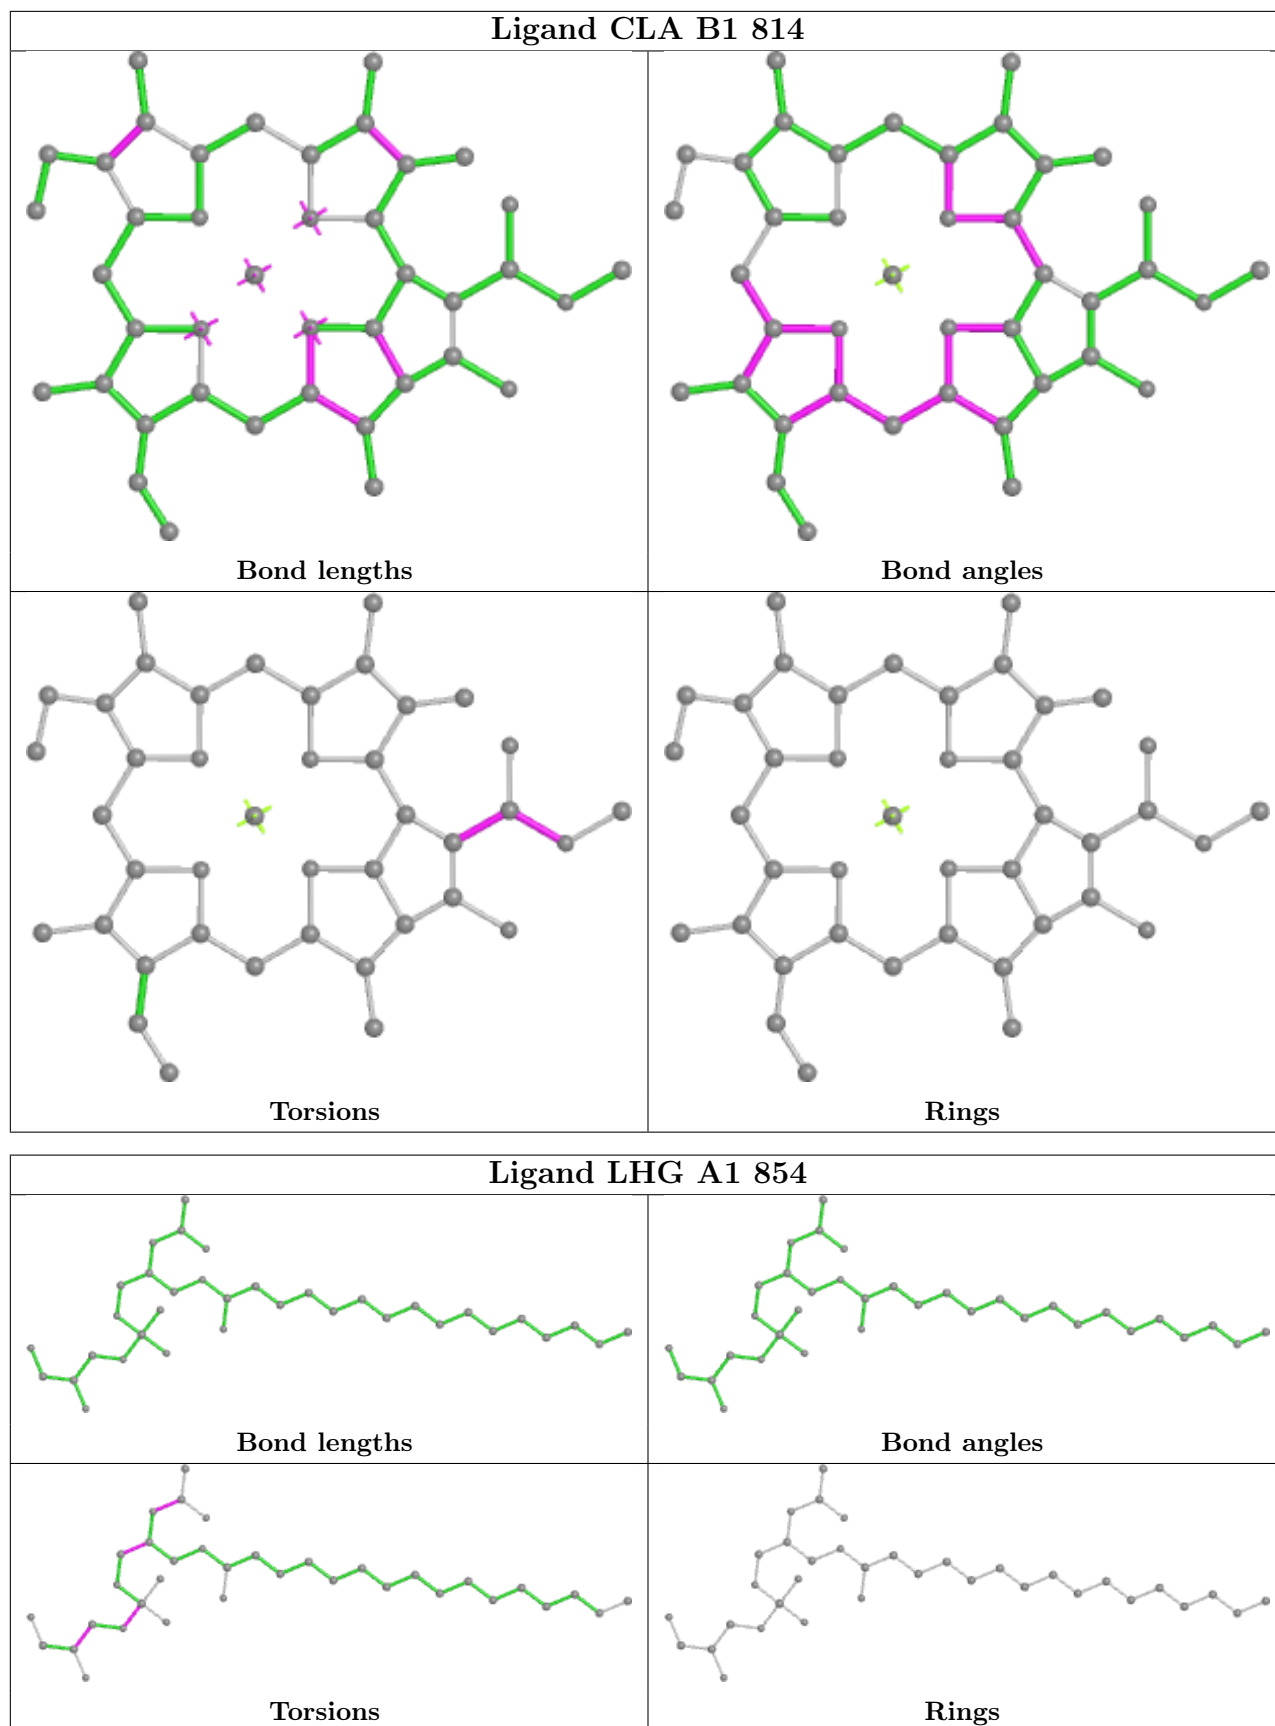 Ligand CLA B1 814
Bond lengths
Bond angles
Torsions
Rings
Ligand LHG A1 854
Bond lengths
Bond angles
Torsions
Rings